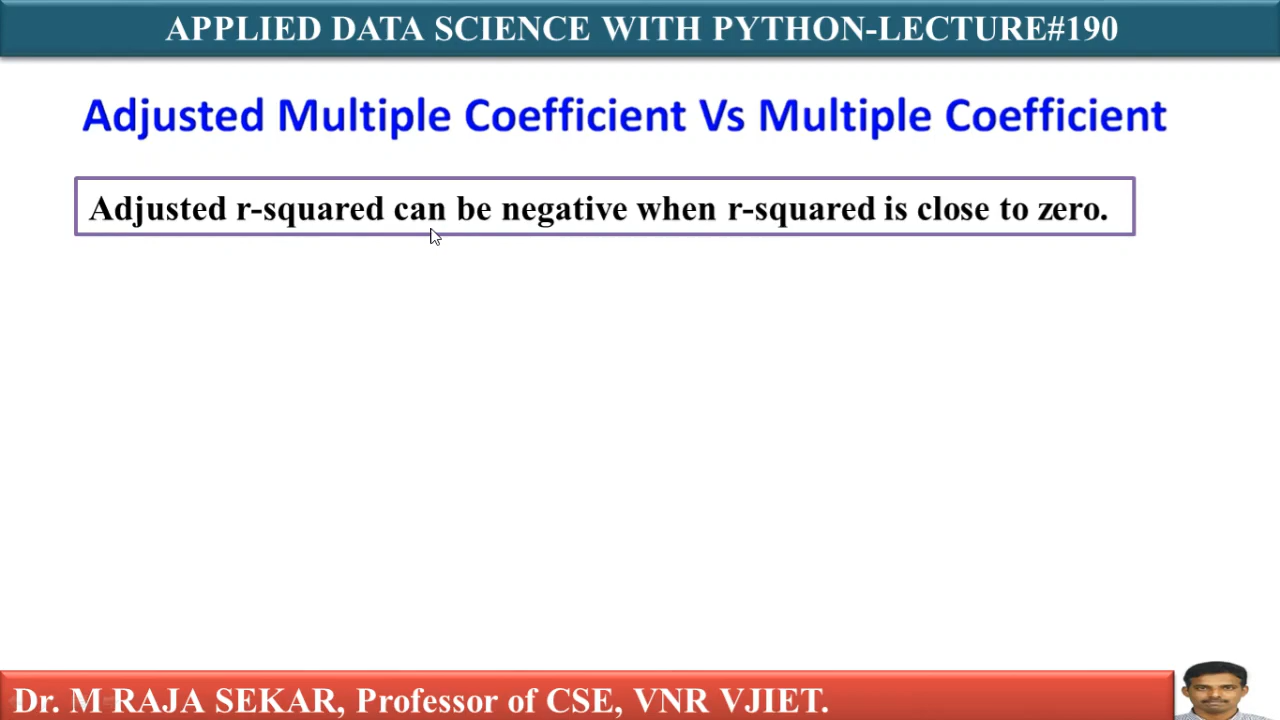 APPLIED DATA SCIENCE WITH PYTHON-LECTURE#190
Adjusted Multiple Coefficient Vs Multiple Coefficient
Adjusted r-squared can be negative when r-squared is close to zero.
Dr. M RAJA SEKAR, Professor of CSE, VNR VJIET.